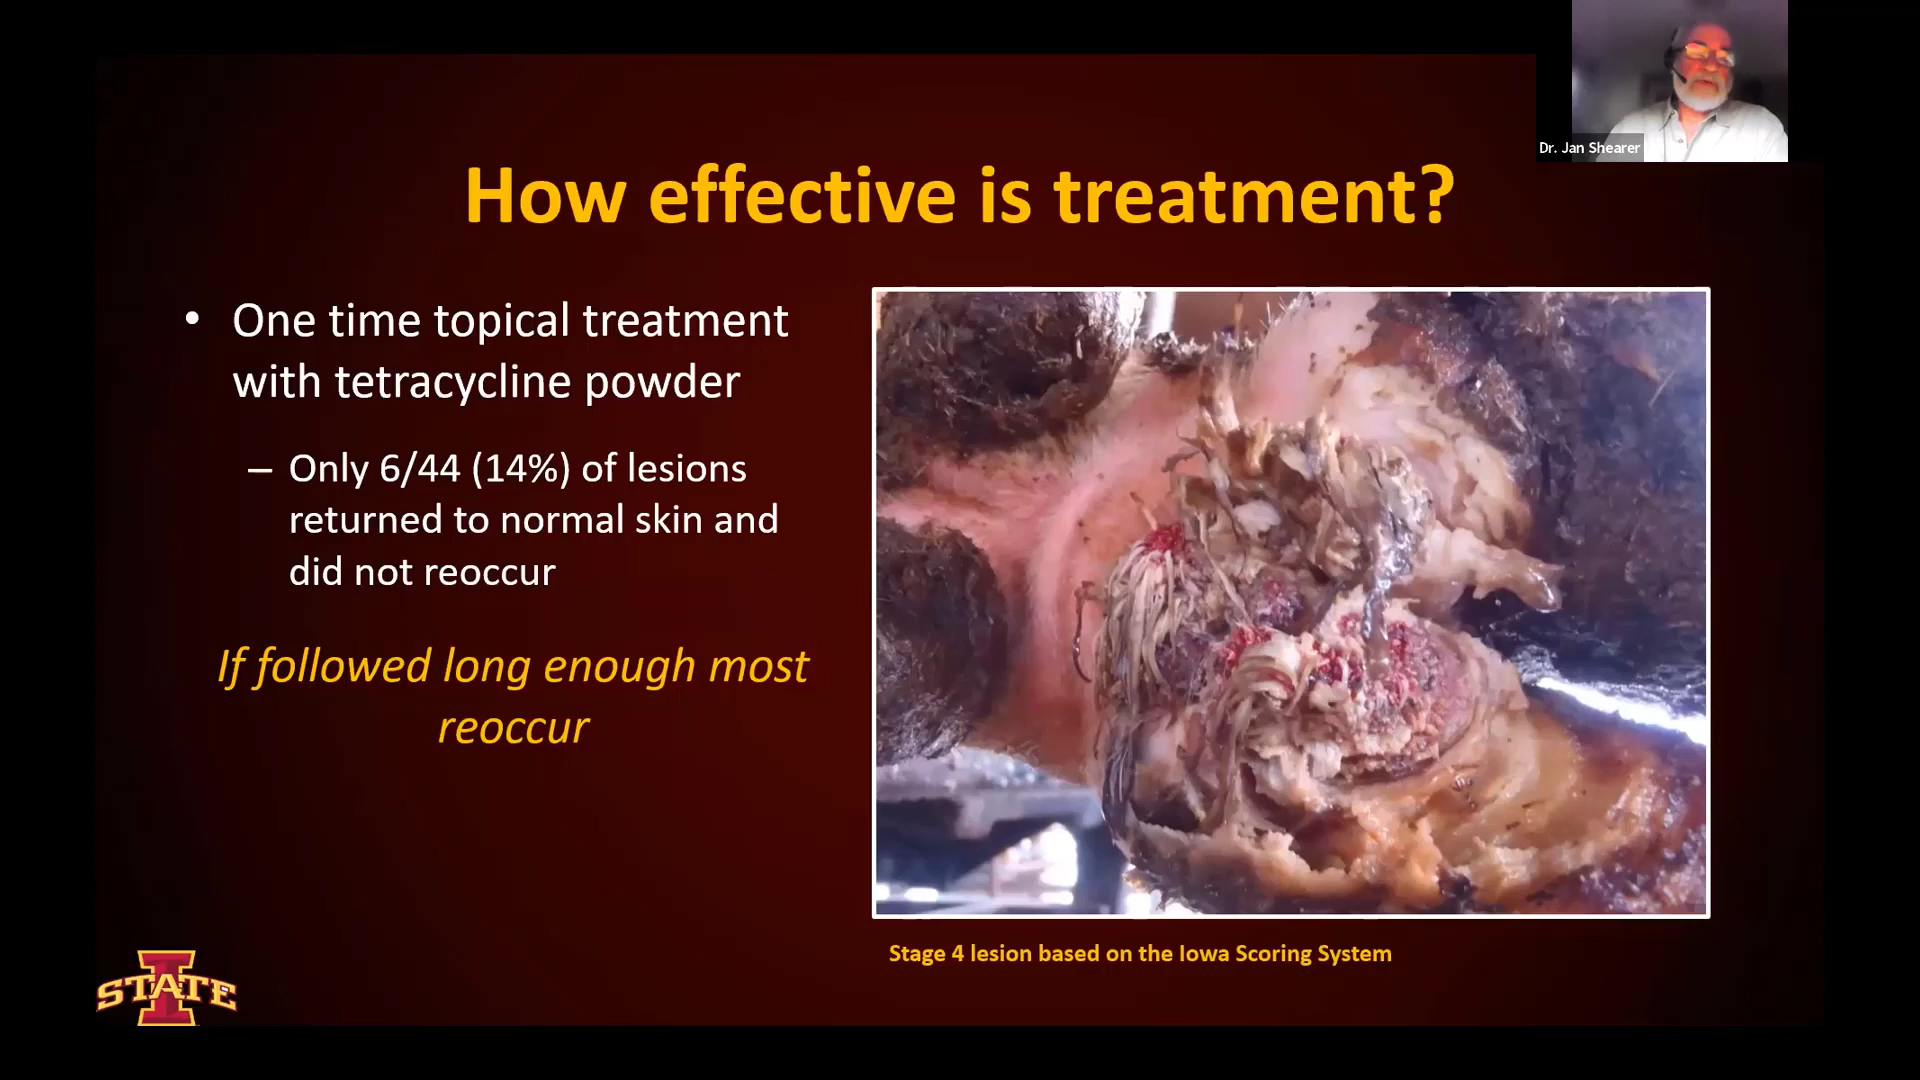 Dr. Jan Shearer
How effective is treatment?
• One time topical treatment
with tetracycline powder
– Only 6/44 (14%) of lesions
returned to normal skin and
did not reoccur
If followed long enough most
reoccur
Stage 4 lesion based on the Iowa Scoring System
I
STATE